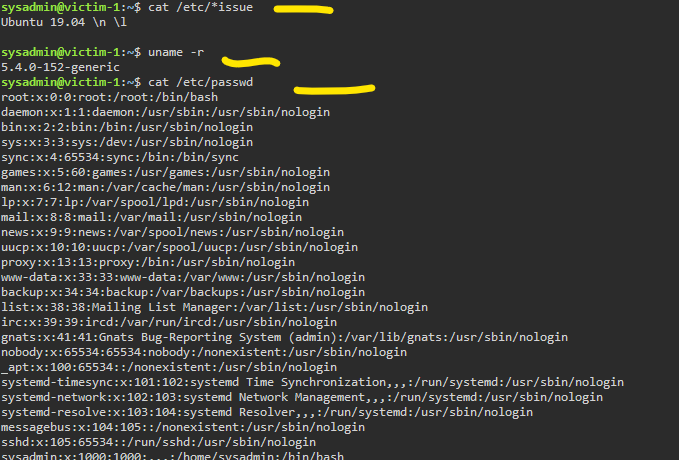 sysadmin@victim-1:~$ cat /etc/*issue
Ubuntu 19.04 \n \l
sysadmin@victim-1:~$ uname -r
5.4.0-152-generic
sysadmin@victim-1:~$ cat /etc/passwd
root:x:0:0:root:/root:/bin/bash
daemon:x:1:1:daemon:/usr/sbin:/usr/sbin/nologin
bin:x:2:2:bin:/bin:/usr/sbin/nologin
sys:x:3:3:sys:/dev:/usr/sbin/nologin
sync:x:4:65534:sync:/bin:/bin/sync
games:x:5:60:games:/usr/games:/usr/sbin/nologin
man:x:6:12:man:/var/cache/man:/usr/sbin/nologin
lp:x:7:7:lp:/var/spool/lpd:/usr/sbin/nologin
mail:x:8:8:mail:/var/mail:/usr/sbin/nologin
news:x:9:9:news:/var/spool/news:/usr/sbin/nologin
uucp:x:10:10:uucp:/var/spool/uucp:/usr/sbin/nologin
proxy:x:13:13:proxy:/bin:/usr/sbin/nologin
www-data:x:33:33:www-data:/var/www:/usr/sbin/nologin
backup:x:34:34:backup:/var/backups:/usr/sbin/nologin
list:x:38:38:Mailing List Manager:/var/list:/usr/sbin/nologin
irc:x:39:39:ircd:/var/run/ircd:/usr/sbin/nologin
gnats:x:41:41:Gnats Bug-Reporting System (admin):/var/lib/gnats:/usr/sbin/nologin
nobody:x:65534:65534:nobody:/nonexistent:/usr/sbin/nologin
_apt:x:100:65534::/nonexistent:/usr/sbin/nologin
systemd-timesync:x:101:102:systemd Time Synchronization,,,:/run/systemd:/usr/sbin/nologin
systemd-network:x:102:103:systemd Network Management,,,:/run/systemd:/usr/sbin/nologin
systemd-resolve:x:103:104:systemd Resolver,,,:/run/systemd:/usr/sbin/nologin
messagebus:x:104:105::/nonexistent:/usr/sbin/nologin
sshd:x:105:65534::/run/sshd:/usr/sbin/nologin
sysadmin:x:1000:1000:,,,:/home/sysadmin:/bin/bash